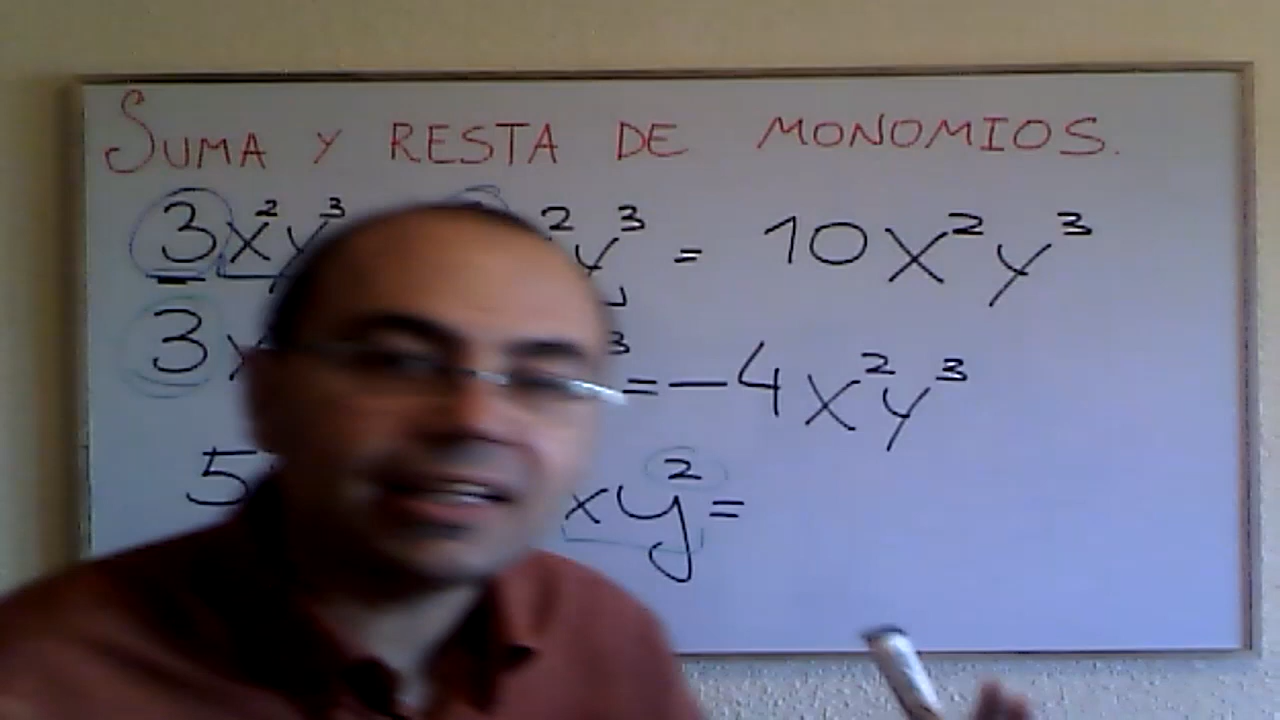 SUMA Y RESTA DE MONOMIOS.
3x²y³ ²y³ = 10x²y³
3x ³ = -4x²y³
5 xy² =